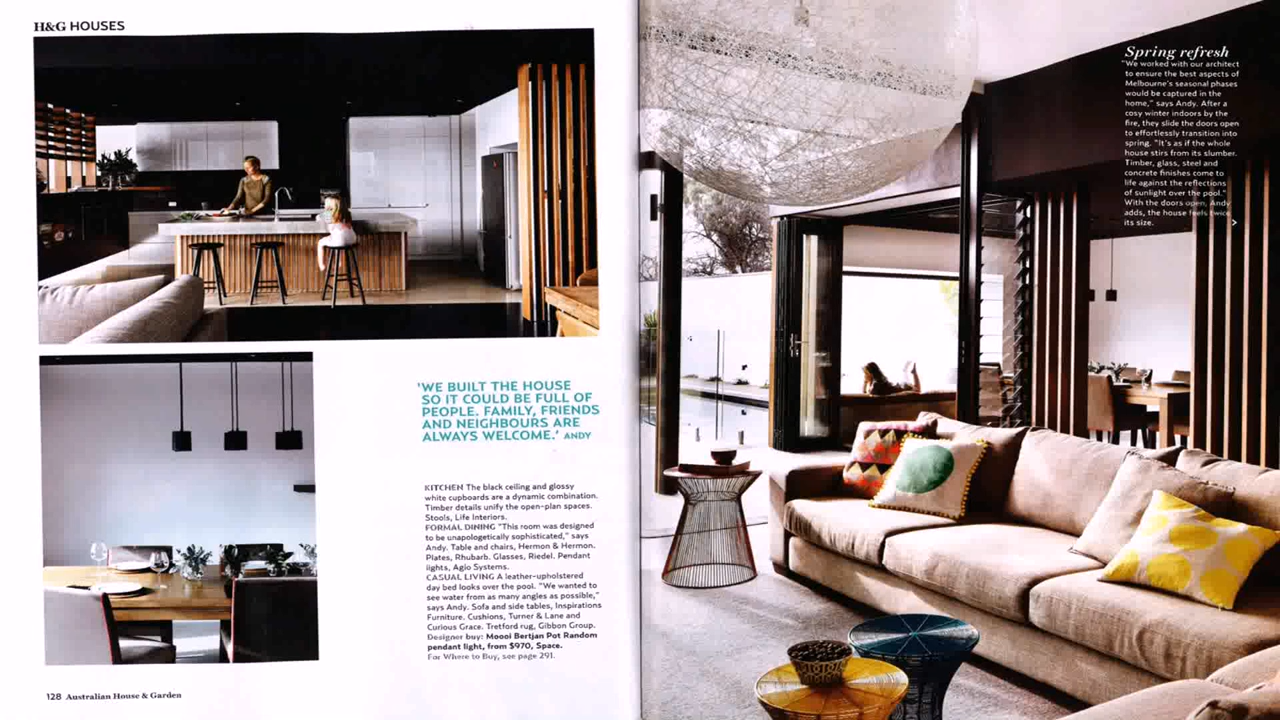 H&G HOUSES
'WE BUILT THE HOUSE
SO IT COULD BE FULL OF
PEOPLE. FAMILY, FRIENDS
AND NEIGHBOURS ARE
ALWAYS WELCOME.' ANDY
KITCHEN The black ceiling and glossy
white cupboards are a dynamic combination.
Timber details unify the open-plan spaces.
Stools, Life Interiors.
FORMAL DINING "This room was designed
to be unapologetically sophisticated," says
Andy. Table and chairs, Hermon & Hermon.
Plates, Rhubarb. Glasses, Riedel. Pendant
lights, Agio Systems.
CASUAL LIVING A leather-upholstered
day bed looks over the pool. "We wanted to
see water from as many angles as possible,"
says Andy. Sofa and side tables, Inspirations
Furniture. Cushions, Turner & Lane and
Curious Grace. Tretford rug, Gibbon Group.
Designer buy: Moooi Bertjan Pot Random
pendant light, from $970, Space.
For Where to Buy, see page 291.
128 Australian House & Garden
Spring refresh
"We worked with our architect
to ensure the best aspects of
Melbourne's seasonal phases
would be captured in the
home," says Andy. After a
cosy winter indoors by the
fire, they slide the doors open
to effortlessly transition into
spring. "It's as if the whole
house stirs from its slumber.
Timber, glass, steel and
concrete finishes come to
life against the reflections
of sunlight over the pool."
With the doors open, Andy
adds, the house feels twice
its size. >